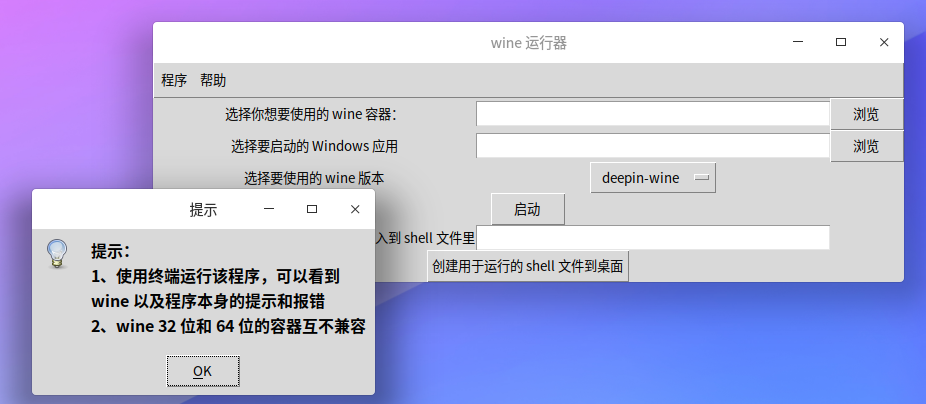 wine 运行器
程序 帮助
选择你想要使用的 wine 容器：
浏览
选择要启动的 Windows 应用
浏览
选择要使用的 wine 版本
deepin-wine
启动
入到 shell 文件里
创建用于运行的 shell 文件到桌面
提示
提示：
1、使用终端运行该程序，可以看到
wine 以及程序本身的提示和报错
2、wine 32 位和 64 位的容器互不兼容
OK